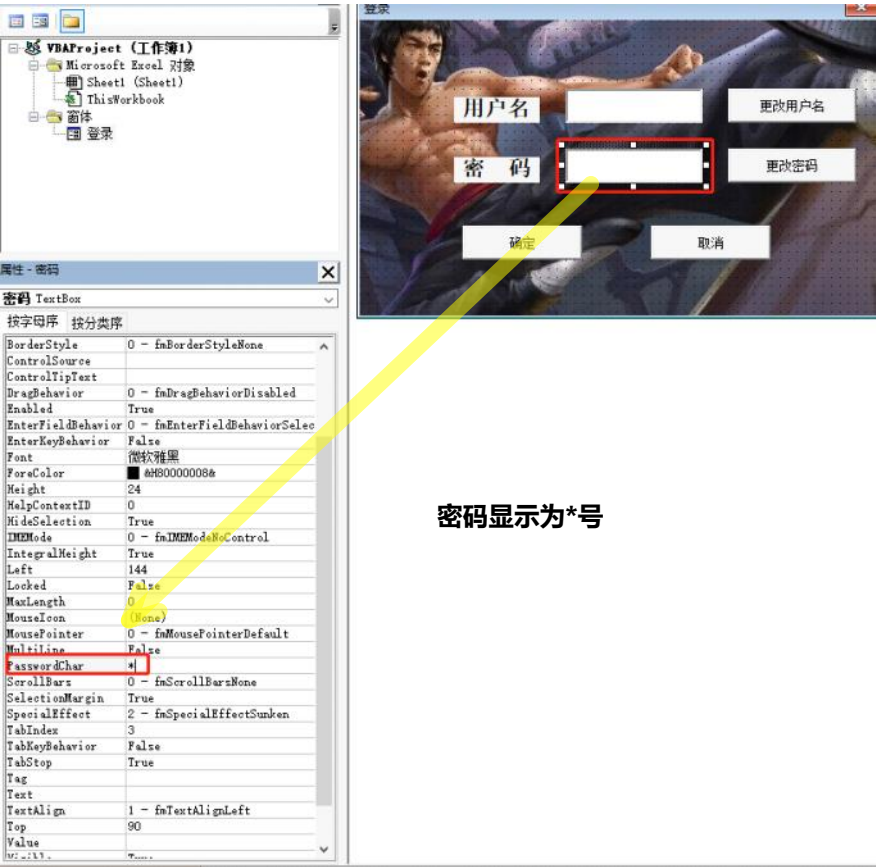 登录
VBAProject (工作簿1)
Microsoft Excel 对象
Sheet1 (Sheet1)
ThisWorkbook
窗体
登录
用户名
更改用户名
密 码
更改密码
确定
取消
属性 - 密码
密码 TextBox
按字母序 按分类序
BorderStyle 0 - fmBorderStyleNone
ControlSource
ControlTipText
DragBehavior 0 - fmDragBehaviorDisabled
Enabled True
EnterFieldBehavior 0 - fmEnterFieldBehaviorSelec
EnterKeyBehavior False
Font 微软雅黑
ForeColor &H80000008&
Height 24
HelpContextID 0
HideSelection True
IMEMode 0 - fmIMEModeNoControl
IntegralHeight True
Left 144
Locked False
MaxLength 0
MouseIcon (None)
MousePointer 0 - fmMousePointerDefault
MultiLine False
PasswordChar *
ScrollBars 0 - fmScrollBarsNone
SelectionMargin True
SpecialEffect 2 - fmSpecialEffectSunken
TabIndex 3
TabKeyBehavior False
TabStop True
Tag
Text
TextAlign 1 - fmTextAlignLeft
Top 90
Value
密码显示为*号